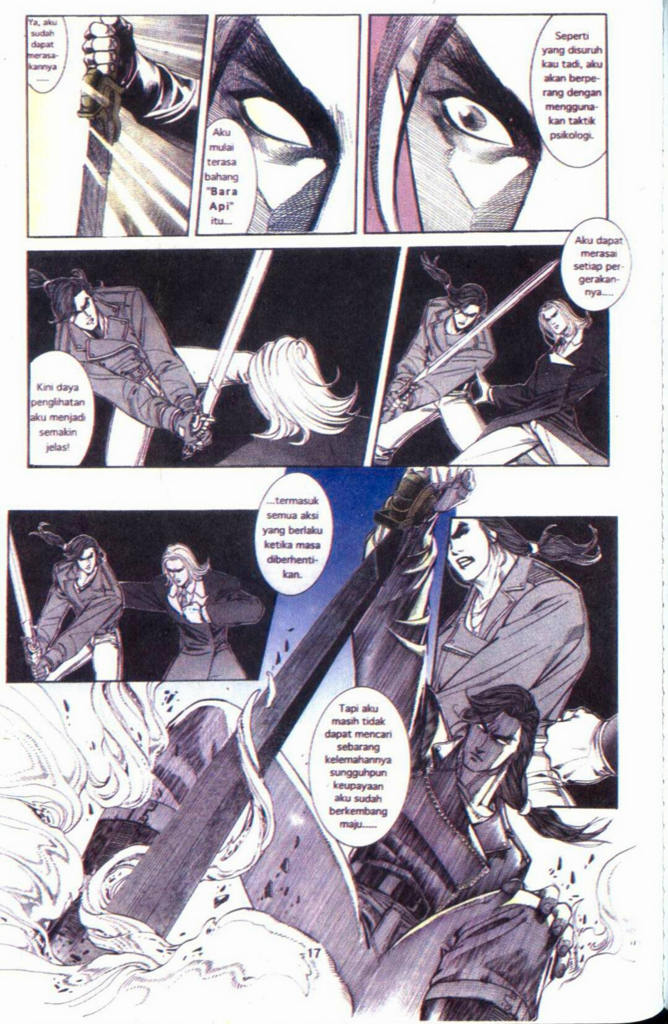 Ya, aku
sudah
dapat
merasa-
kannya
.....
Aku
mulai
terasa
bahang
"Bara
Api"
itu....
Seperti
yang disuruh
kau tadi, aku
akan berpe-
rang dengan
mengguna-
kan taktik
psikologi.
Kini daya
penglihatan
aku menjadi
semakin
jelas!
Aku dapat
merasai
setiap per-
gerakan-
nya.....
....termasuk
semua aksi
yang berlaku
ketika masa
diberhenti-
kan.
Tapi aku
masih tidak
dapat mencari
sebarang
kelemahannya
sungguhpun
keupayaan
aku sudah
berkembang
maju......
17